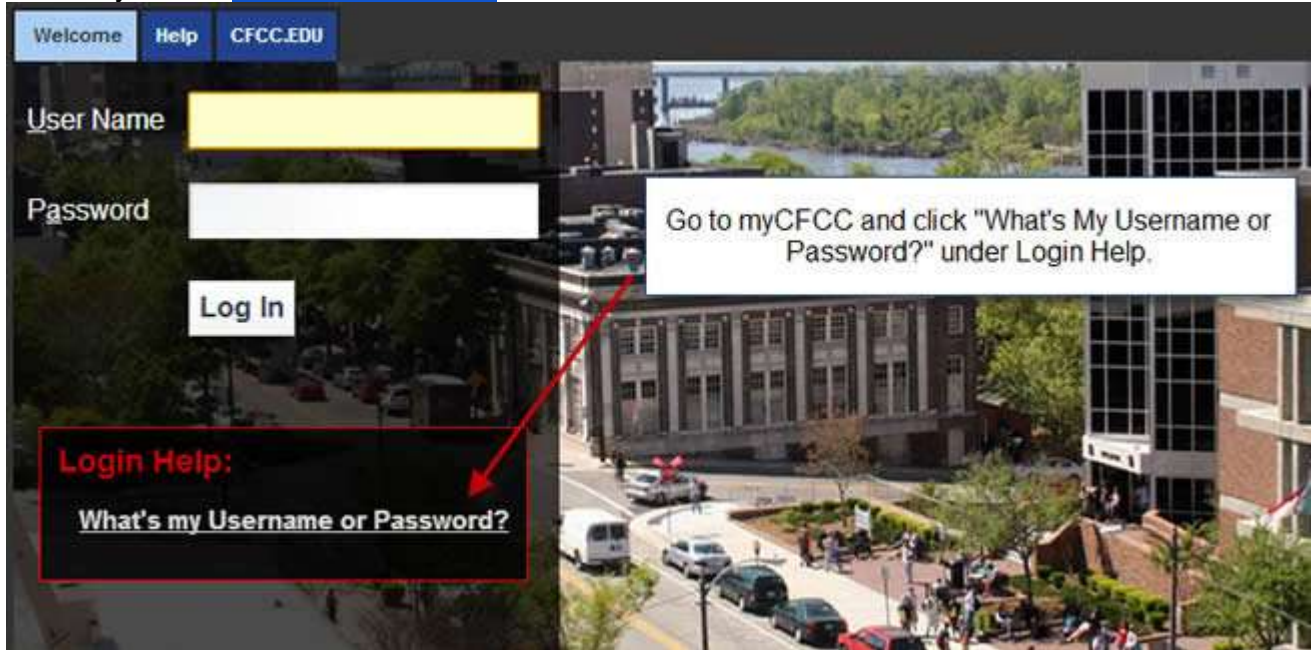 Welcome Help CFCC.EDU
User Name
Password
Go to myCFCC and click "What's My Username or
Password?" under Login Help.
Log In
Login Help:
What's my Username or Password?